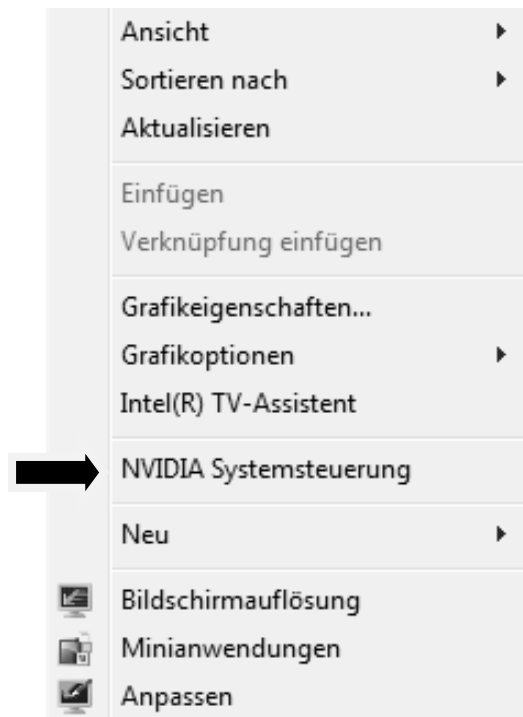 Ansicht
Sortieren nach
Aktualisieren
Einfügen
Verknüpfung einfügen
Grafikeigenschaften...
Grafikoptionen
Intel(R) TV-Assistent
NVIDIA Systemsteuerung
Neu
Bildschirmauflösung
Minianwendungen
Anpassen